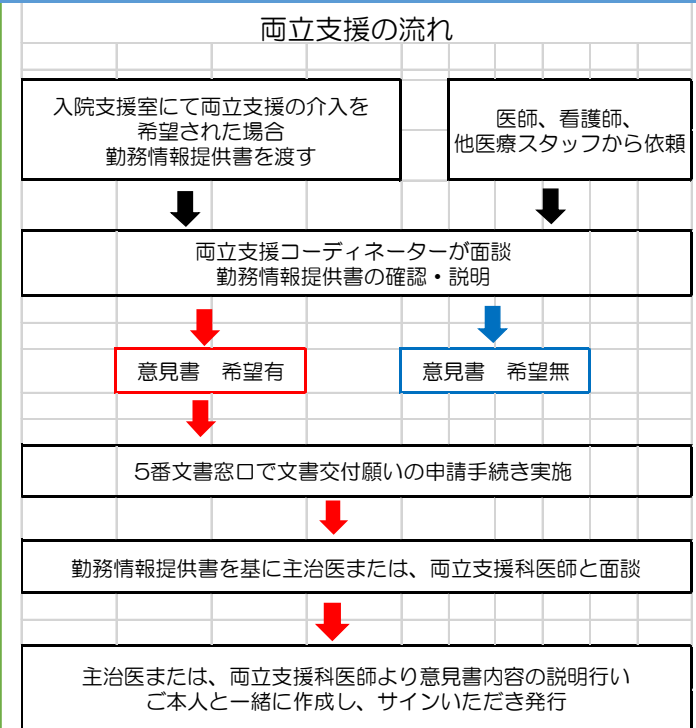 両立支援の流れ
入院支援室にて両立支援の介入を
希望された場合
勤務情報提供書を渡す
医師、看護師、
他医療スタッフから依頼
両立支援コーディネーターが面談
勤務情報提供書の確認・説明
意見書　希望有
意見書　希望無
5番文書窓口で文書交付願いの申請手続き実施
勤務情報提供書を基に主治医または、両立支援科医師と面談
主治医または、両立支援科医師より意見書内容の説明行い
ご本人と一緒に作成し、サインいただき発行